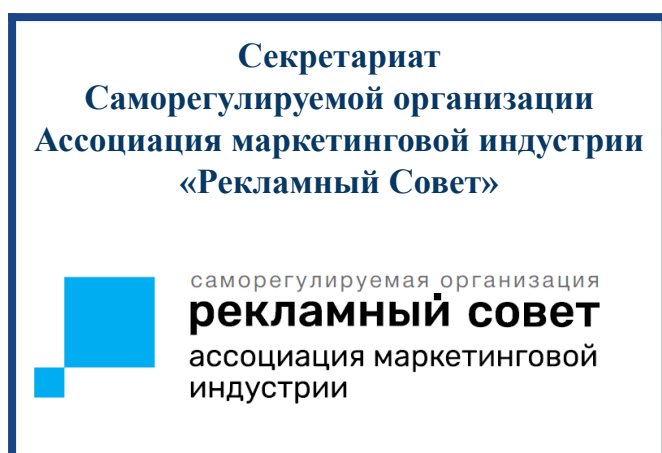 Секретариат
Саморегулируемой организации
Ассоциация маркетинговой индустрии
«Рекламный Совет»
саморегулируемая организация
рекламный совет
ассоциация маркетинговой
индустрии